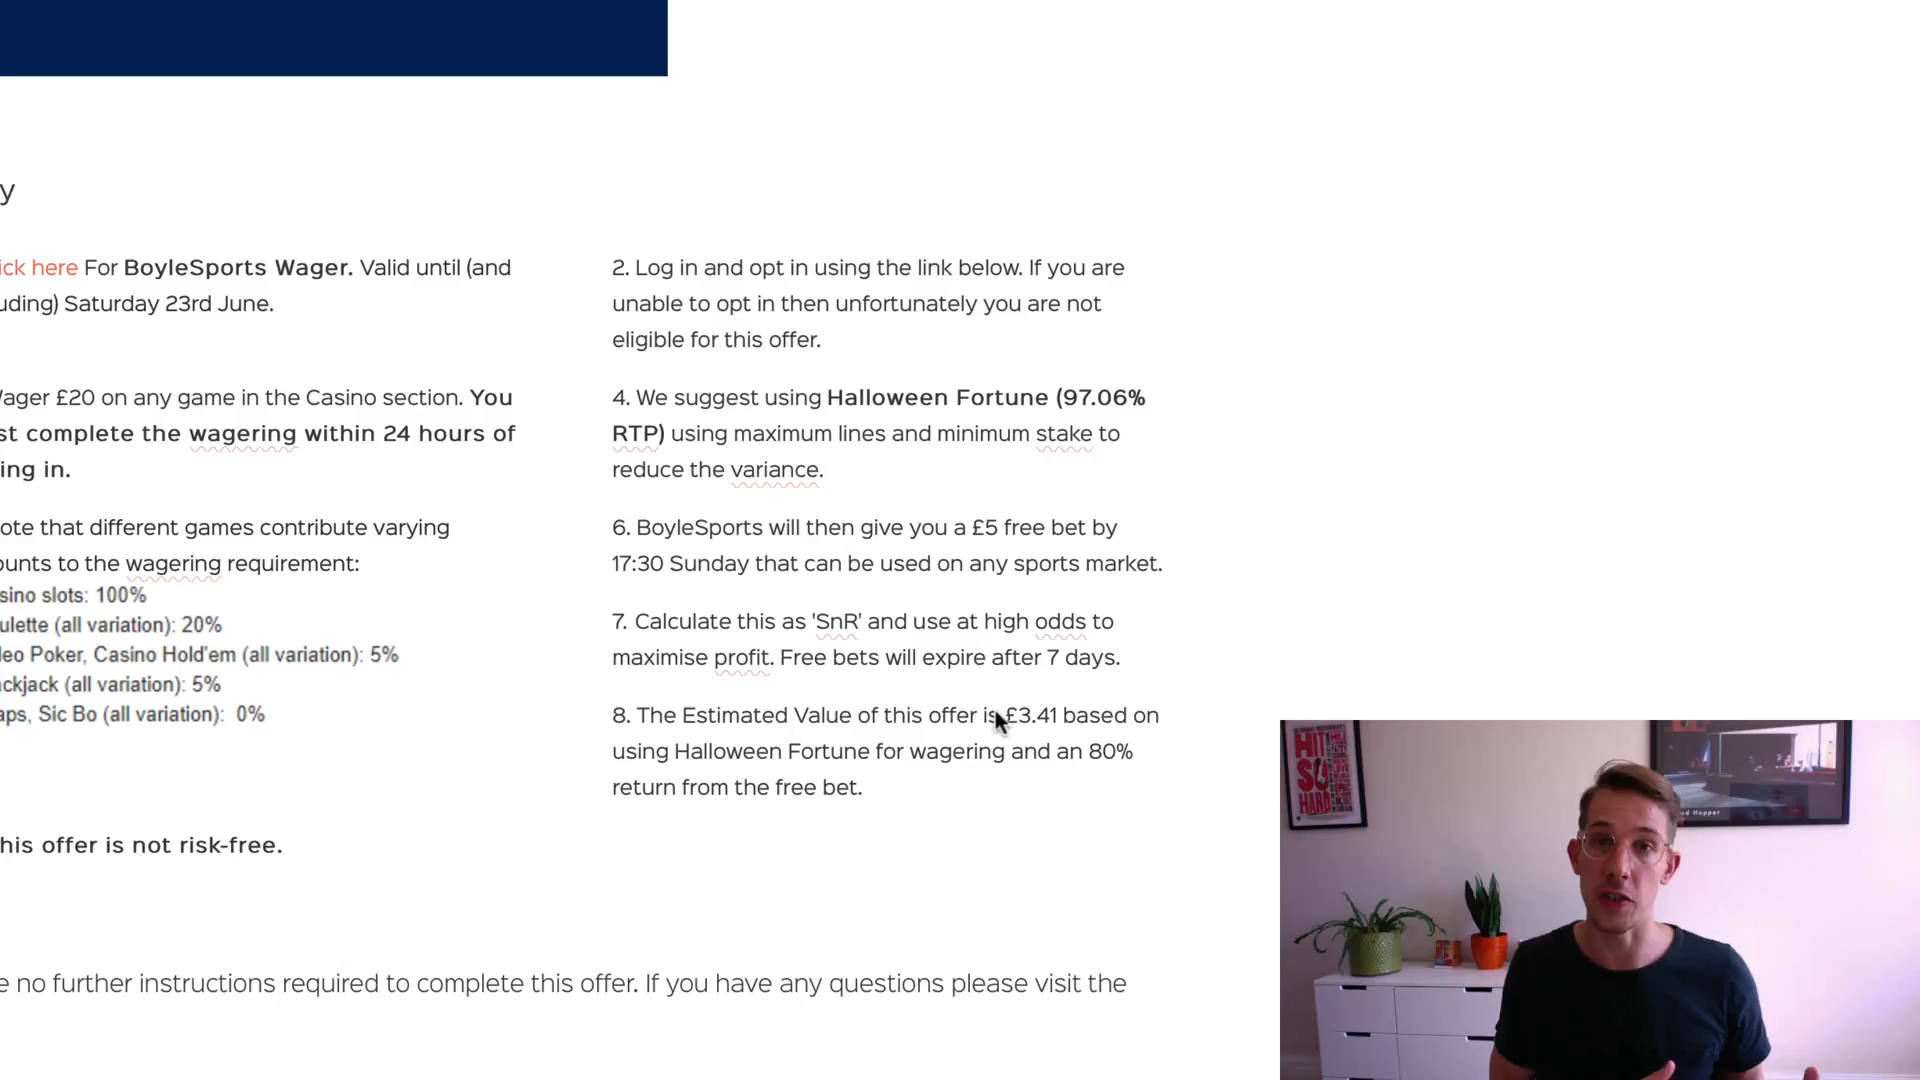 y
ick here For BoyleSports Wager. Valid until (and
uding) Saturday 23rd June.
2. Log in and opt in using the link below. If you are
unable to opt in then unfortunately you are not
eligible for this offer.
Wager £20 on any game in the Casino section. You
st complete the wagering within 24 hours of
ing in.
4. We suggest using Halloween Fortune (97.06%
RTP) using maximum lines and minimum stake to
reduce the variance.
ote that different games contribute varying
ounts to the wagering requirement:
sino slots: 100%
ulette (all variation): 20%
leo Poker, Casino Hold'em (all variation): 5%
ackjack (all variation): 5%
aps, Sic Bo (all variation): 0%
6. BoyleSports will then give you a £5 free bet by
17:30 Sunday that can be used on any sports market.
7. Calculate this as 'SnR' and use at high odds to
maximise profit. Free bets will expire after 7 days.
8. The Estimated Value of this offer is £3.41 based on
using Halloween Fortune for wagering and an 80%
return from the free bet.
his offer is not risk-free.
e no further instructions required to complete this offer. If you have any questions please visit the
HIT
SO
HARD
rd Hopper